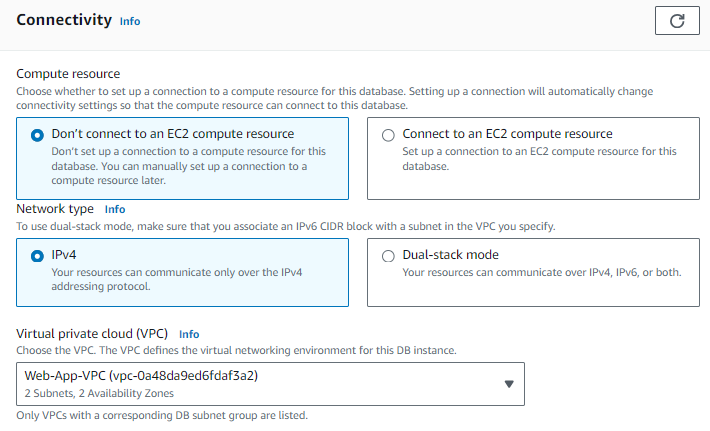 Connectivity Info
Compute resource
Choose whether to set up a connection to a compute resource for this database. Setting up a connection will automatically change
connectivity settings so that the compute resource can connect to this database.
Don't connect to an EC2 compute resource
Don't set up a connection to a compute resource for this
database. You can manually set up a connection to a
compute resource later.
Connect to an EC2 compute resource
Set up a connection to an EC2 compute resource for this
database.
Network type Info
To use dual-stack mode, make sure that you associate an IPv6 CIDR block with a subnet in the VPC you specify.
IPv4
Your resources can communicate only over the IPv4
addressing protocol.
Dual-stack mode
Your resources can communicate over IPv4, IPv6, or both.
Virtual private cloud (VPC) Info
Choose the VPC. The VPC defines the virtual networking environment for this DB instance.
Web-App-VPC (vpc-0a48da9ed6fdaf3a2)
2 Subnets, 2 Availability Zones
Only VPCs with a corresponding DB subnet group are listed.